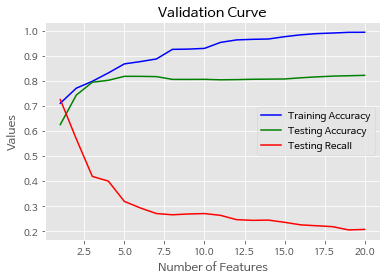 Validation Curve
1.0
0.9
0.8
0.7
0.6
0.5
0.4
0.3
0.2
Values
Training Accuracy
Testing Accuracy
Testing Recall
2.5 5.0 7.5 10.0 12.5 15.0 17.5 20.0
Number of Features